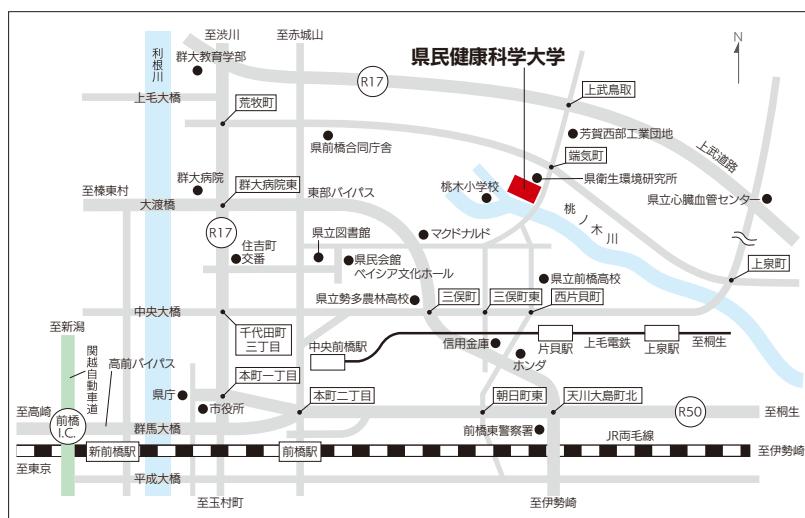 至渋川
至赤城山
N
利根川
群大教育学部
県民健康科学大学
R17
上毛大橋
荒牧町
上武鳥取
県前橋合同庁舎
芳賀西部工業団地
上武道路
端気町
群大病院
群大病院東
県衛生環境研究所
桃木小学校
至榛東村
東部バイパス
県立心臓血管センター
大渡橋
桃ノ木川
R17
住吉町
交番
県立図書館
マクドナルド
県民会館
ベイシア文化ホール
上泉町
県立前橋高校
県立勢多農林高校
三俣町
三俣町東
西片貝町
中央大橋
至新潟
千代田町
三丁目
関越自動車道
高前バイパス
中央前橋駅
信用金庫
ホンダ
片貝駅
上毛電鉄
上泉駅
至桐生
本町一丁目
県庁
市役所
本町二丁目
朝日町東
天川大島町北
R50
至桐生
至高崎
前橋
I.C.
群馬大橋
前橋東警察署
JR両毛線
新前橋駅
前橋駅
至伊勢崎
至東京
平成大橋
至玉村町
至伊勢崎